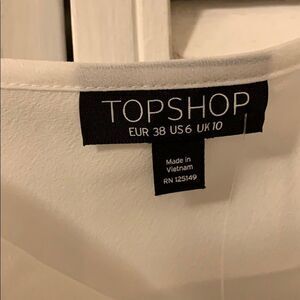 TOPSHOP
EUR 38 US 6 UK 10
Made in
Vietnam
RN 125149